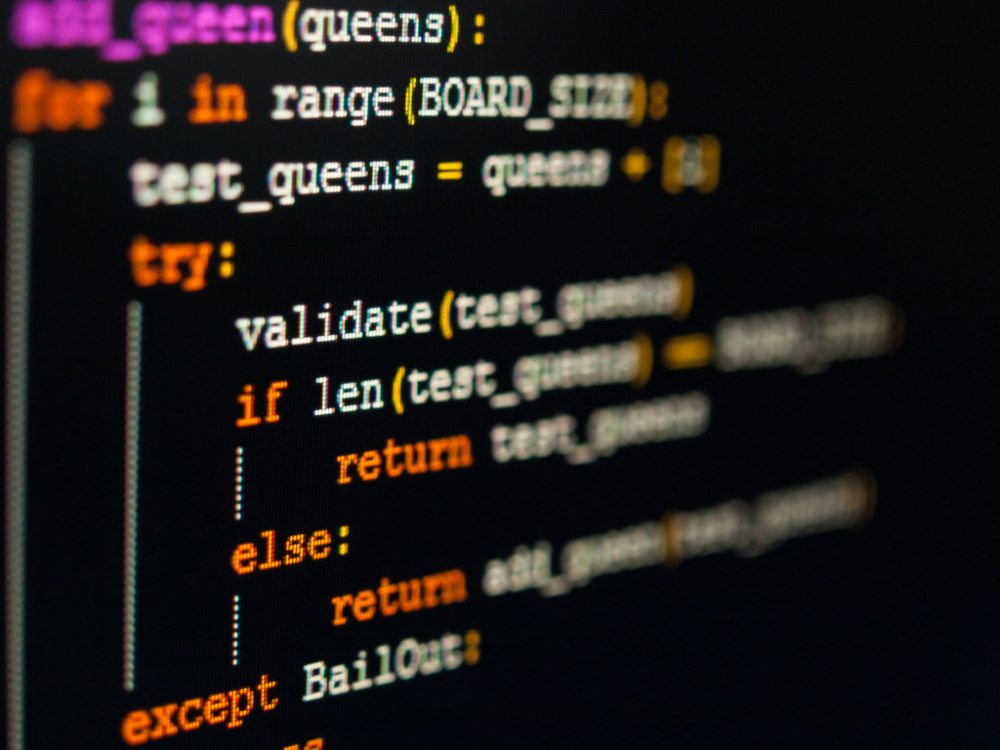 add_queen(queens):
for i in range(BOARD_SIZE):
test_queens = queens + [i]
try:
validate(test_queens)
if len(test_queens) == BOARD_SIZE:
return test_queens
else:
return add_queen(test_queens)
except BailOut: